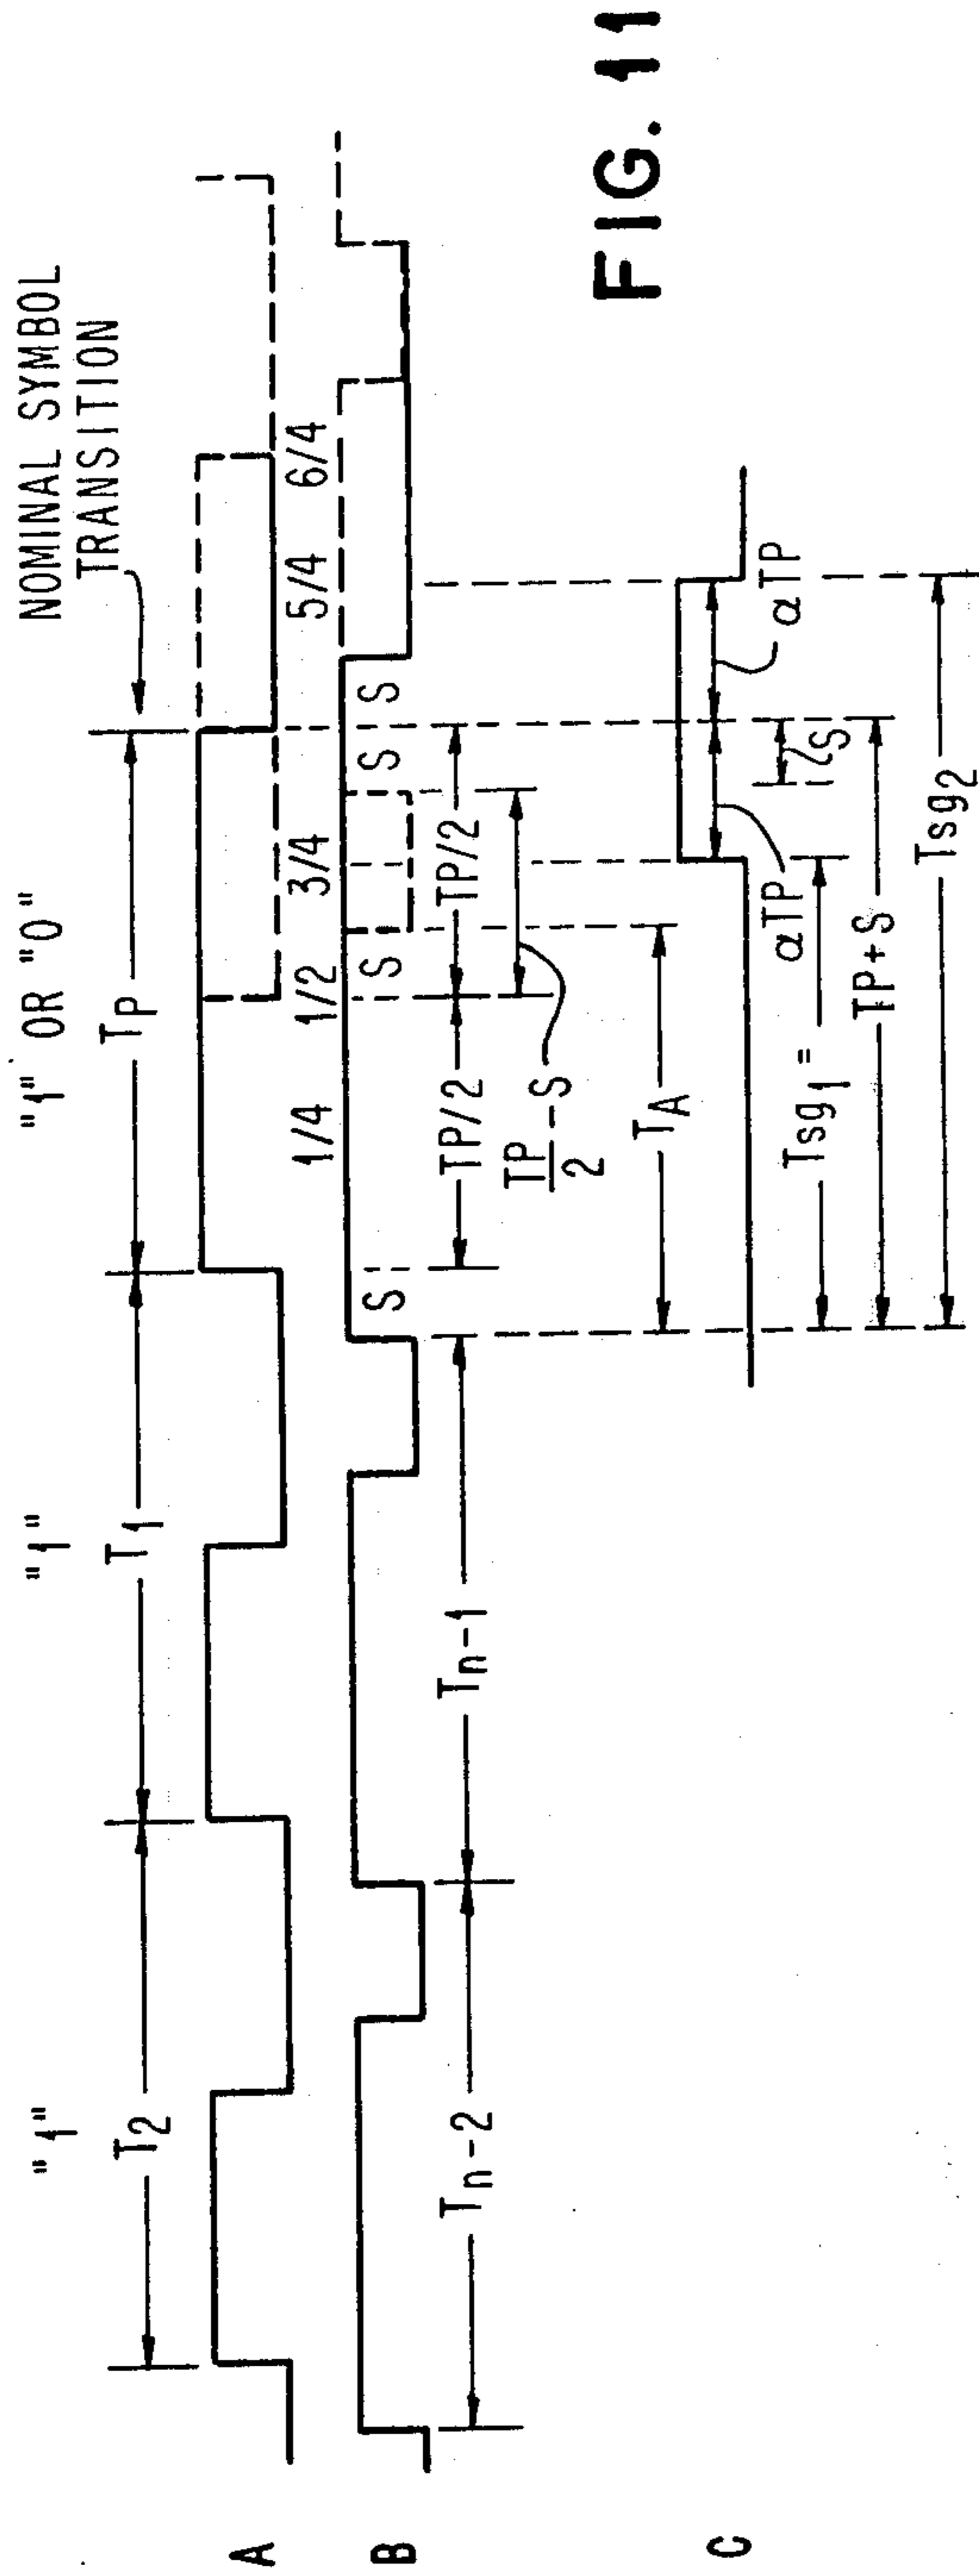 "1" "1" "1" OR "0"
NOMINAL SYMBOL
TRANSITION
T2 T1 TP
A
1/4 1/2 3/4 5/4 6/4
B
S S S S
Tn-2 Tn-1 TP/2 TP/2
TP/2 -S
TA
C
αTP αTP
Tsg1 =
TP+S
Tsg2
FIG. 11